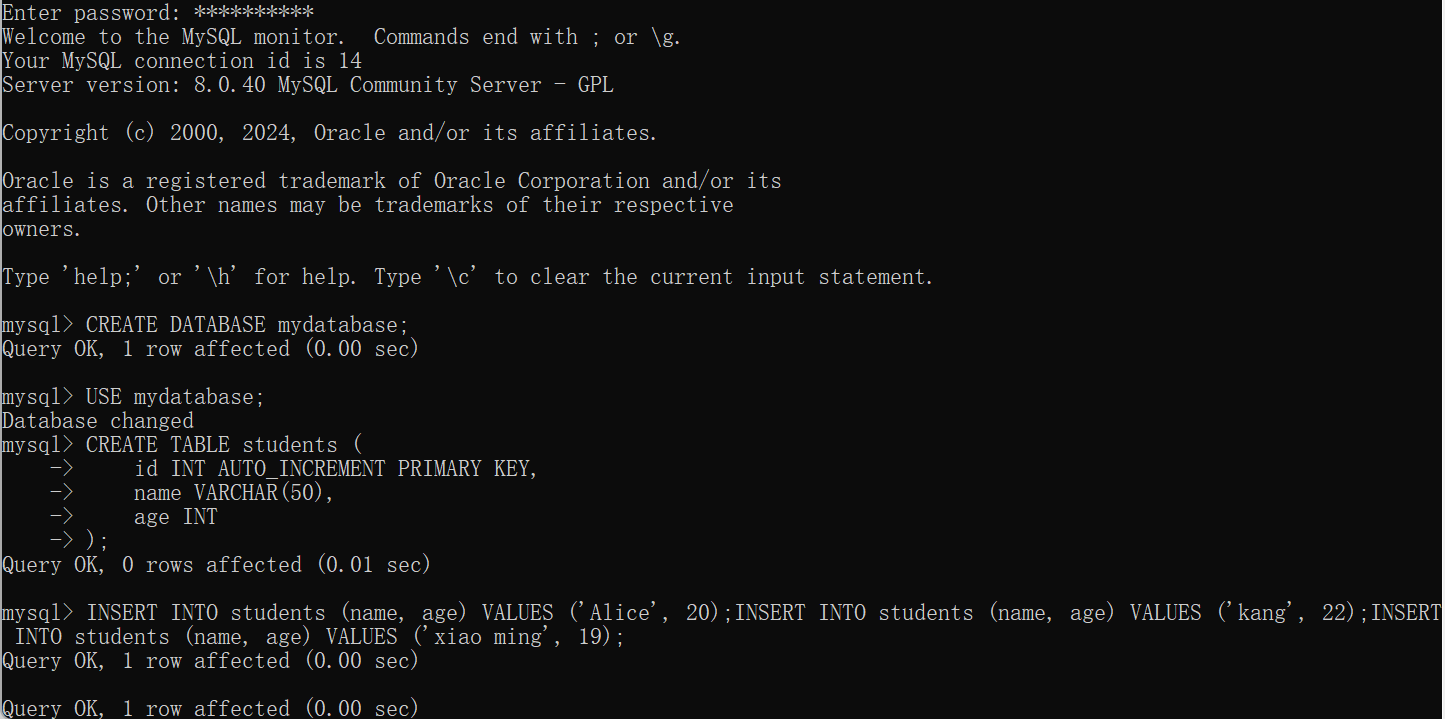 Enter password: **********
Welcome to the MySQL monitor.  Commands end with ; or \g.
Your MySQL connection id is 14
Server version: 8.0.40 MySQL Community Server - GPL
Copyright (c) 2000, 2024, Oracle and/or its affiliates.
Oracle is a registered trademark of Oracle Corporation and/or its
affiliates. Other names may be trademarks of their respective
owners.
Type 'help;' or '\h' for help. Type '\c' to clear the current input statement.
mysql> CREATE DATABASE mydatabase;
Query OK, 1 row affected (0.00 sec)
mysql> USE mydatabase;
Database changed
mysql> CREATE TABLE students (
    ->     id INT AUTO_INCREMENT PRIMARY KEY,
    ->     name VARCHAR(50),
    ->     age INT
    -> );
Query OK, 0 rows affected (0.01 sec)
mysql> INSERT INTO students (name, age) VALUES ('Alice', 20);INSERT INTO students (name, age) VALUES ('kang', 22);INSERT
 INTO students (name, age) VALUES ('xiao ming', 19);
Query OK, 1 row affected (0.00 sec)
Query OK, 1 row affected (0.00 sec)